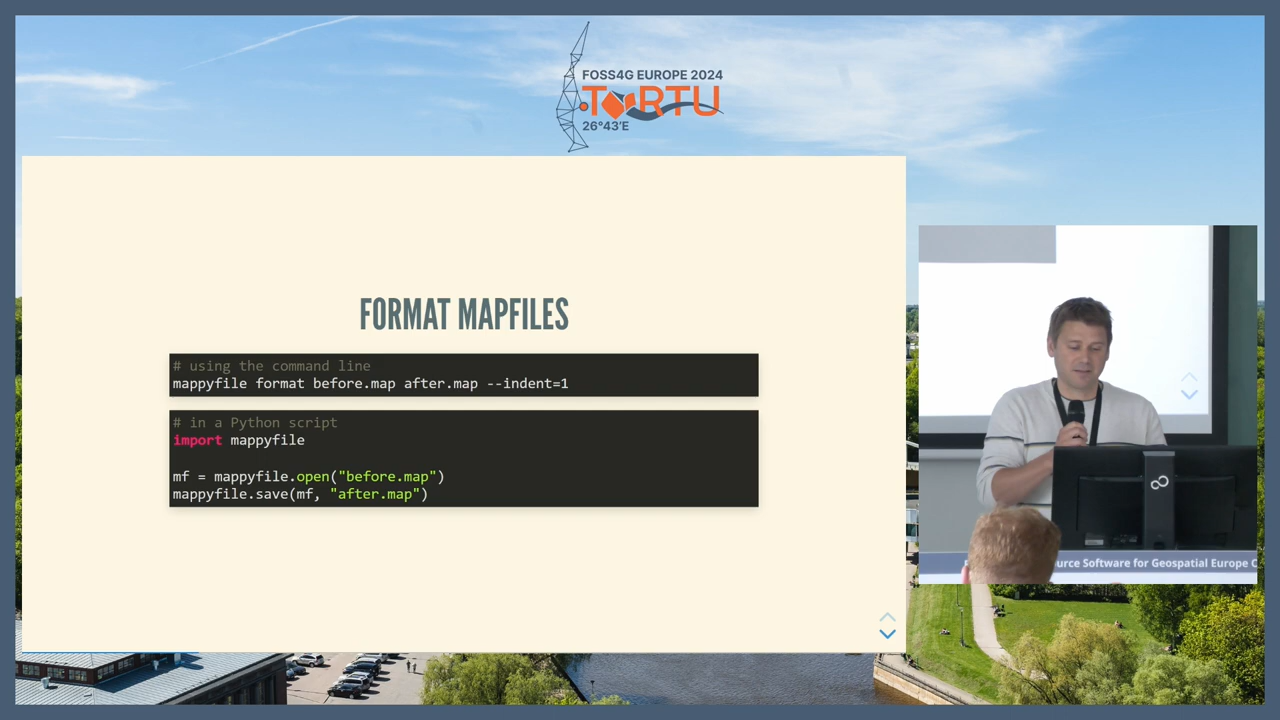 FOSS4G EUROPE 2024
TORTU
26°43'E
FORMAT MAPFILES
# using the command line
mappyfile format before.map after.map --indent=1
# in a Python script
import mappyfile
mf = mappyfile.open("before.map")
mappyfile.save(mf, "after.map")
urce Software for Geospatial Europe C